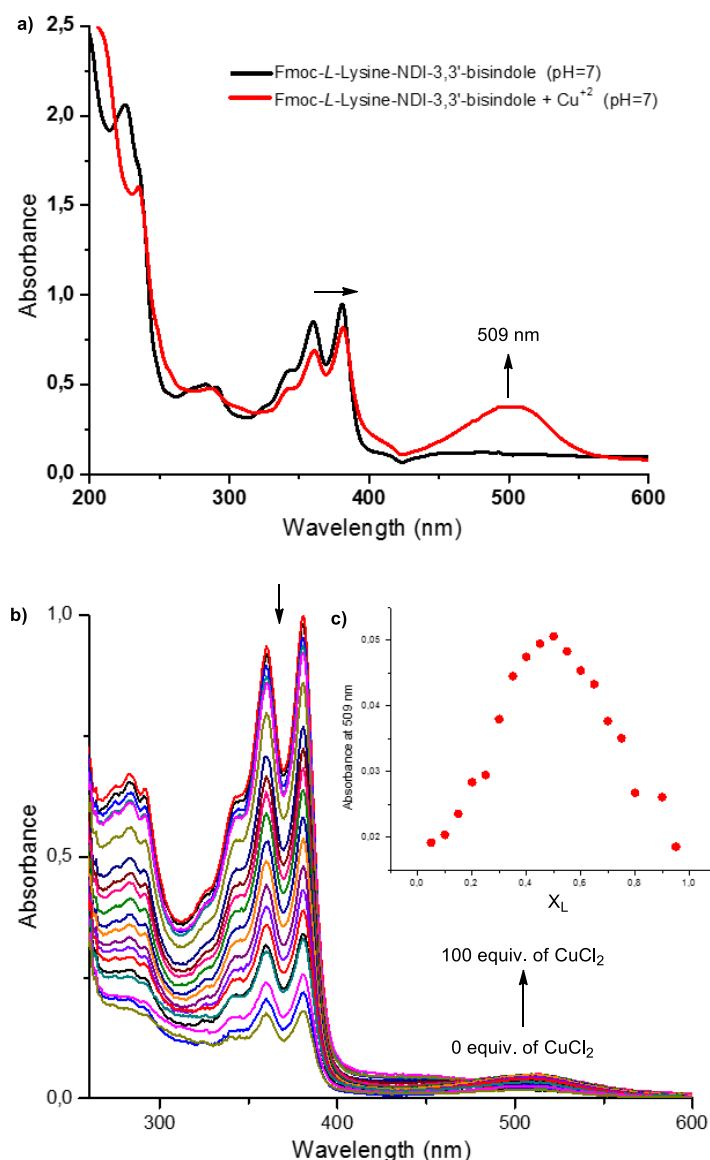 a)
2,5
2,0
1,5
1,0
0,5
0,0
Absorbance
Fmoc-L-Lysine-NDI-3,3'-bisindole (pH=7)
Fmoc-L-Lysine-NDI-3,3'-bisindole + Cu+2 (pH=7)
509 nm
200 300 400 500 600
Wavelength (nm)
b)
1,0
0,5
0,0
Absorbance
c)
0,05
0,04
0,03
0,02
Absorbance at 509 nm
0,0 0,2 0,4 0,6 0,8 1,0
XL
100 equiv. of CuCl2
0 equiv. of CuCl2
300 400 500 600
Wavelength (nm)